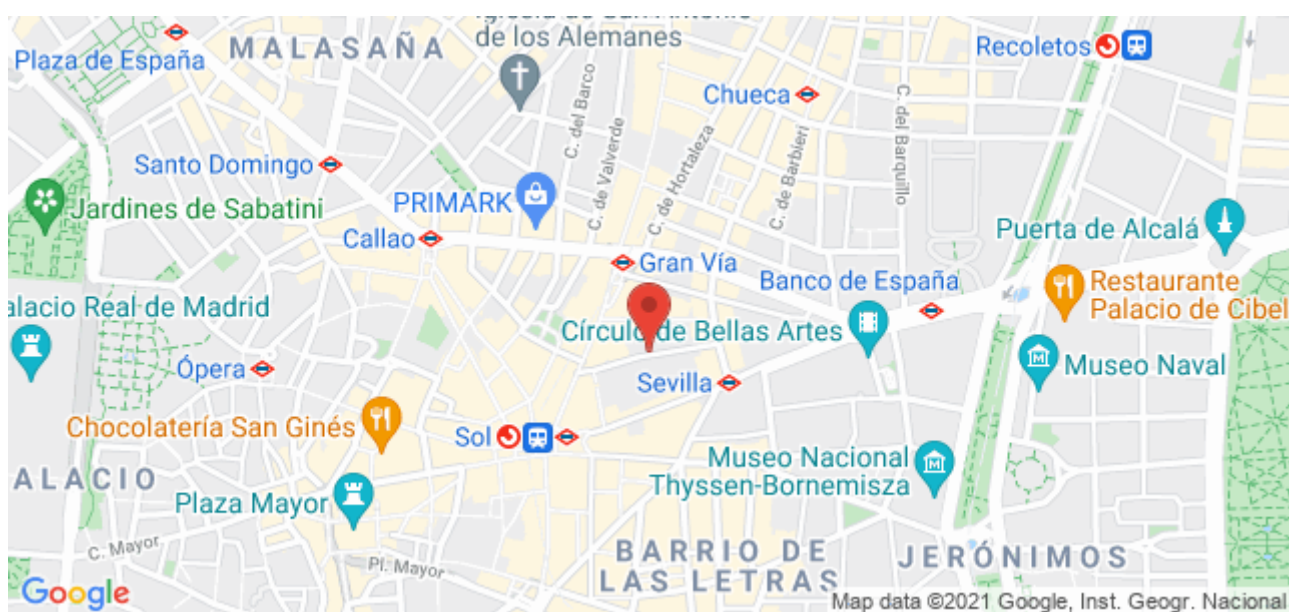 Iglesia de San Antonio
de los Alemanes
MALASAÑA
Recoletos
Plaza de España
Chueca
C. del Barco
C. de Valverde
C. de Hortaleza
C. de Barbieri
C. del Barquillo
Santo Domingo
PRIMARK
Jardines de Sabatini
Callao
Puerta de Alcalá
Gran Vía
Banco de España
Restaurante
Palacio de Cibel
alacio Real de Madrid
Círculo de Bellas Artes
Museo Naval
Ópera
Sevilla
Chocolatería San Ginés
Sol
Museo Nacional
Thyssen-Bornemisza
ALACIO
Plaza Mayor
C. Mayor
Pl. Mayor
BARRIO DE
LAS LETRAS
JERÓNIMOS
Google
Map data ©2021 Google, Inst. Geogr. Nacional